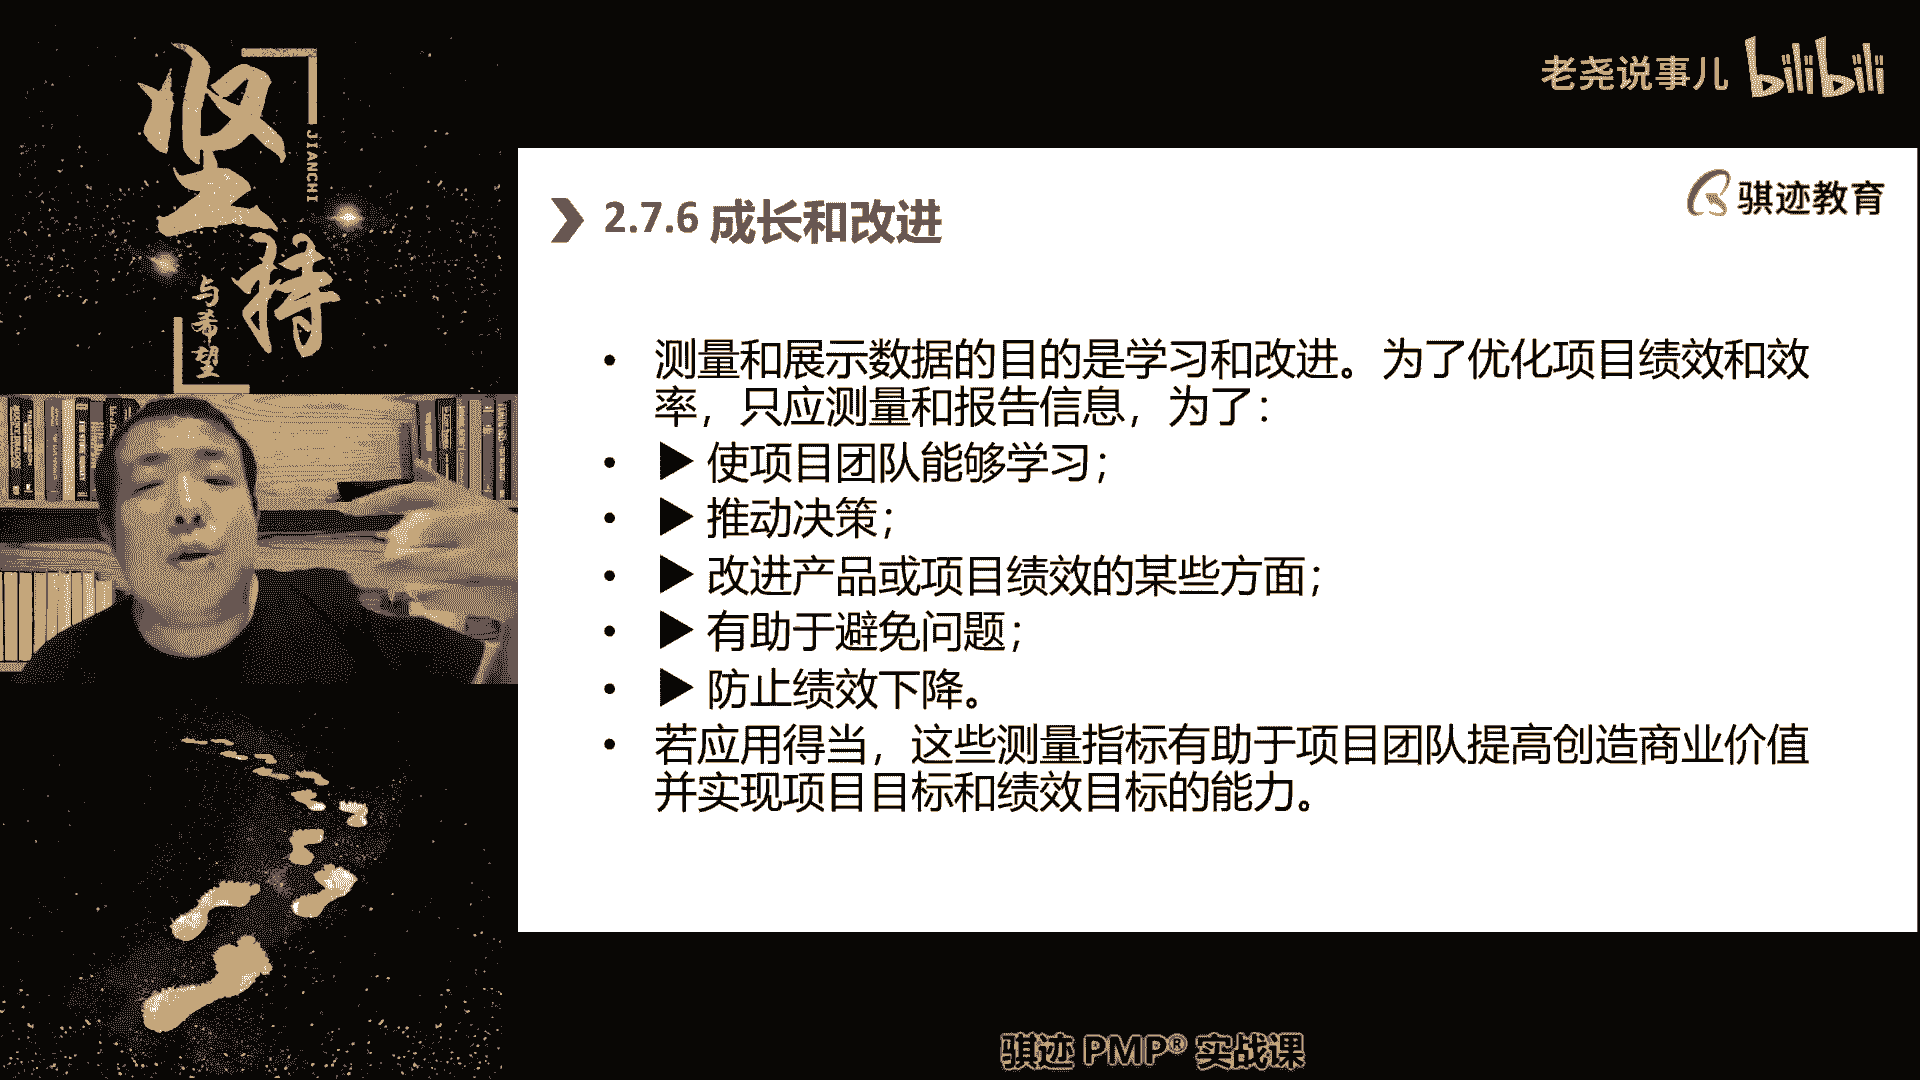 坚持
JIANCHI
与希望
老尧说事儿 bilibili
骐迹教育
2.7.6 成长和改进
• 测量和展示数据的目的是学习和改进。为了优化项目绩效和效
率，只应测量和报告信息，为了：
• ▶ 使项目团队能够学习；
• ▶ 推动决策；
• ▶ 改进产品或项目绩效的某些方面；
• ▶ 有助于避免问题；
• ▶ 防止绩效下降。
• 若应用得当，这些测量指标有助于项目团队提高创造商业价值
并实现项目目标和绩效目标的能力。
骐迹 PMP® 实战课